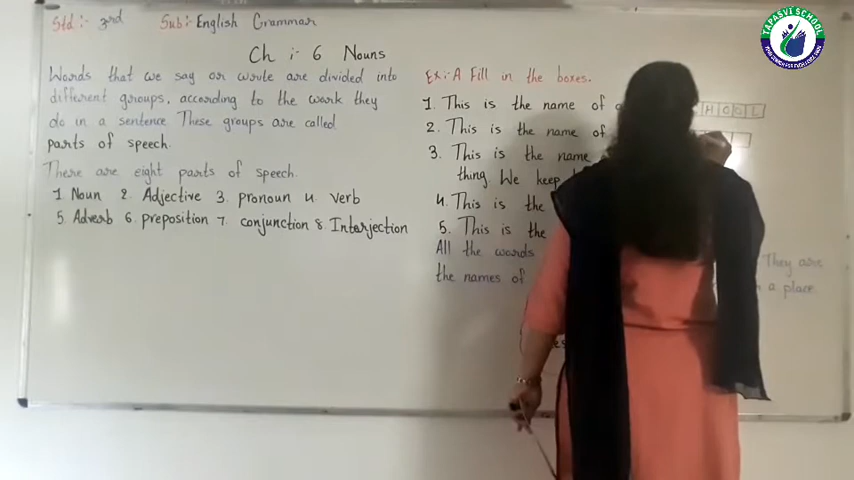 Std :- 3rd Sub :- English Grammar
Ch :- 6 Nouns
Words that we say or write are divided into
different groups, according to the work they
do in a sentence These groups are called
parts of speech.
There are eight parts of speech.
1. Noun 2. Adjective 3. pronoun 4. verb
5. Adverb 6. preposition 7. conjunction 8. Interjection
Ex:- A Fill in the boxes.
1. This is the name of
H O O L
2. This is the name of
3. This is the name
thing. We keep
4. This is the
5. This is the
All the words
They are
the names of
a place.
TAPASVI SCHOOL